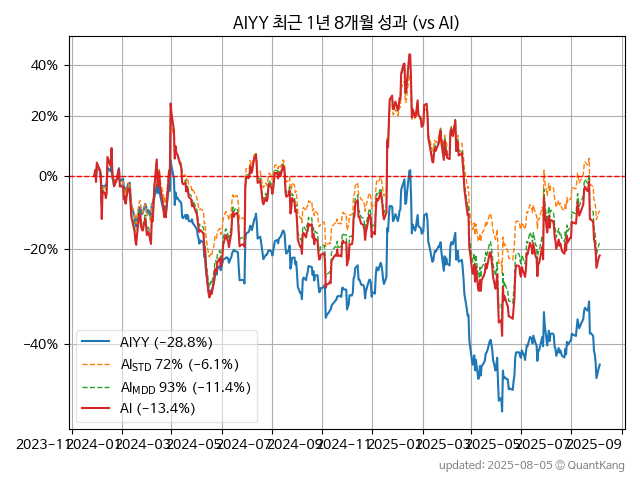 AIYY 최근 1년 8개월 성과 (vs AI)
40%
20%
0%
−20%
−40%
AIYY (−28.8%)
AISTD 72% (−6.1%)
AIMDD 93% (−11.4%)
AI (−13.4%)
2023−11 2024−01 2024−03 2024−05 2024−07 2024−09 2024−11 2025−01 2025−03 2025−05 2025−07 2025−09
updated: 2025−08−05 © QuantKang